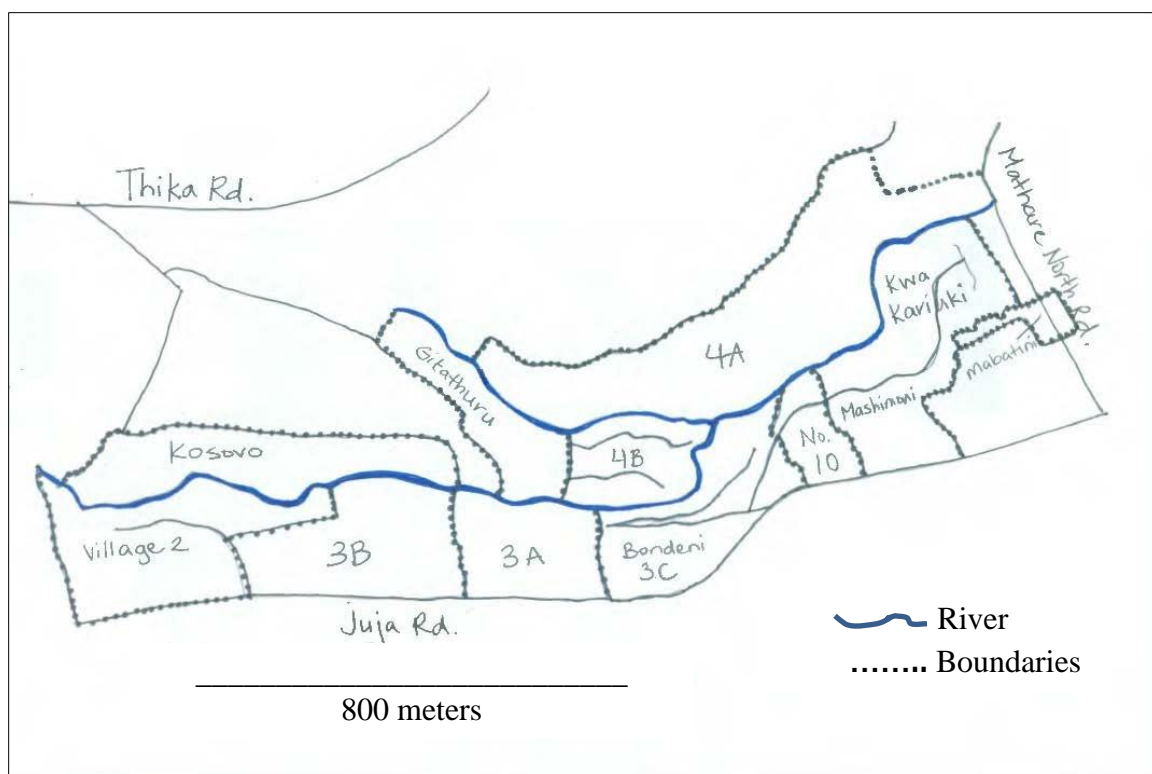 Thika Rd.
Mathare North Rd.
Kwa
Kariuki
4A
Mabatini
Gitathuru
Mashimoni
No.
10
4B
Kosovo
Village 2
3B
3A
Bondeni
3C
Juja Rd.
River
........ Boundaries
800 meters